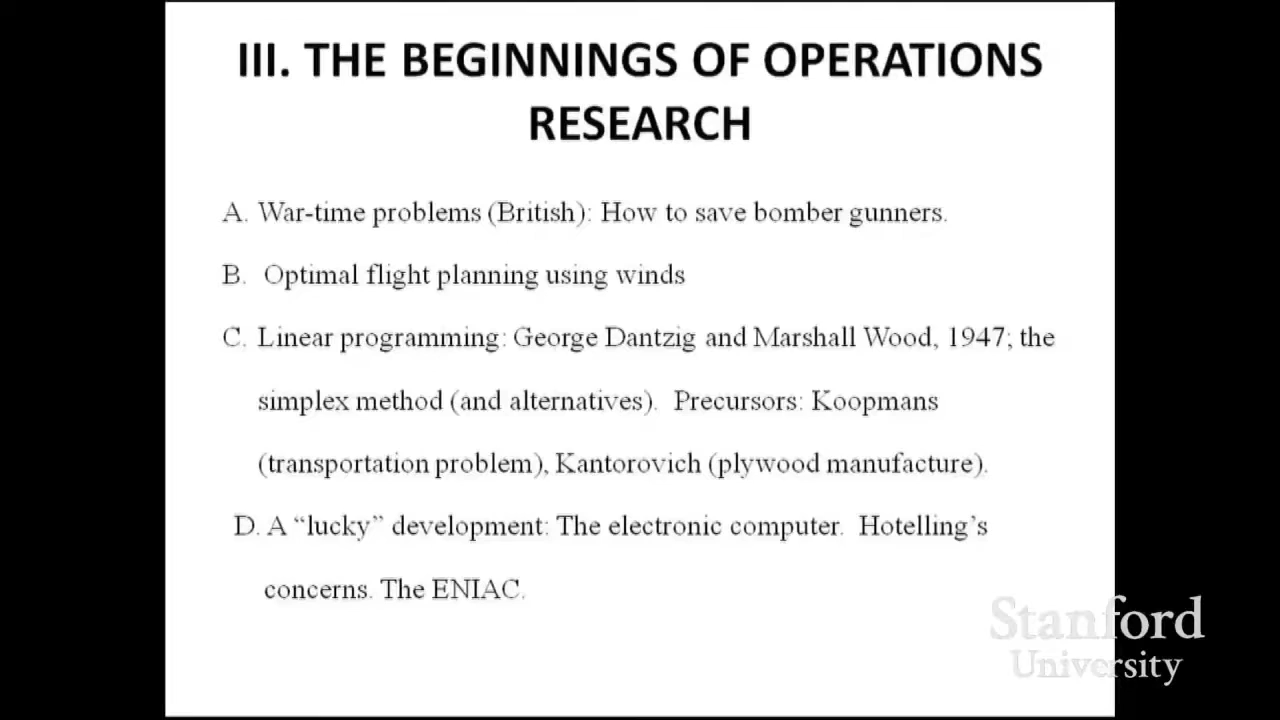 III. THE BEGINNINGS OF OPERATIONS
RESEARCH
A. War-time problems (British): How to save bomber gunners.
B. Optimal flight planning using winds
C. Linear programming: George Dantzig and Marshall Wood, 1947; the
simplex method (and alternatives). Precursors: Koopmans
(transportation problem), Kantorovich (plywood manufacture).
D. A “lucky” development: The electronic computer. Hotelling’s
concerns. The ENIAC.
Stanford
University